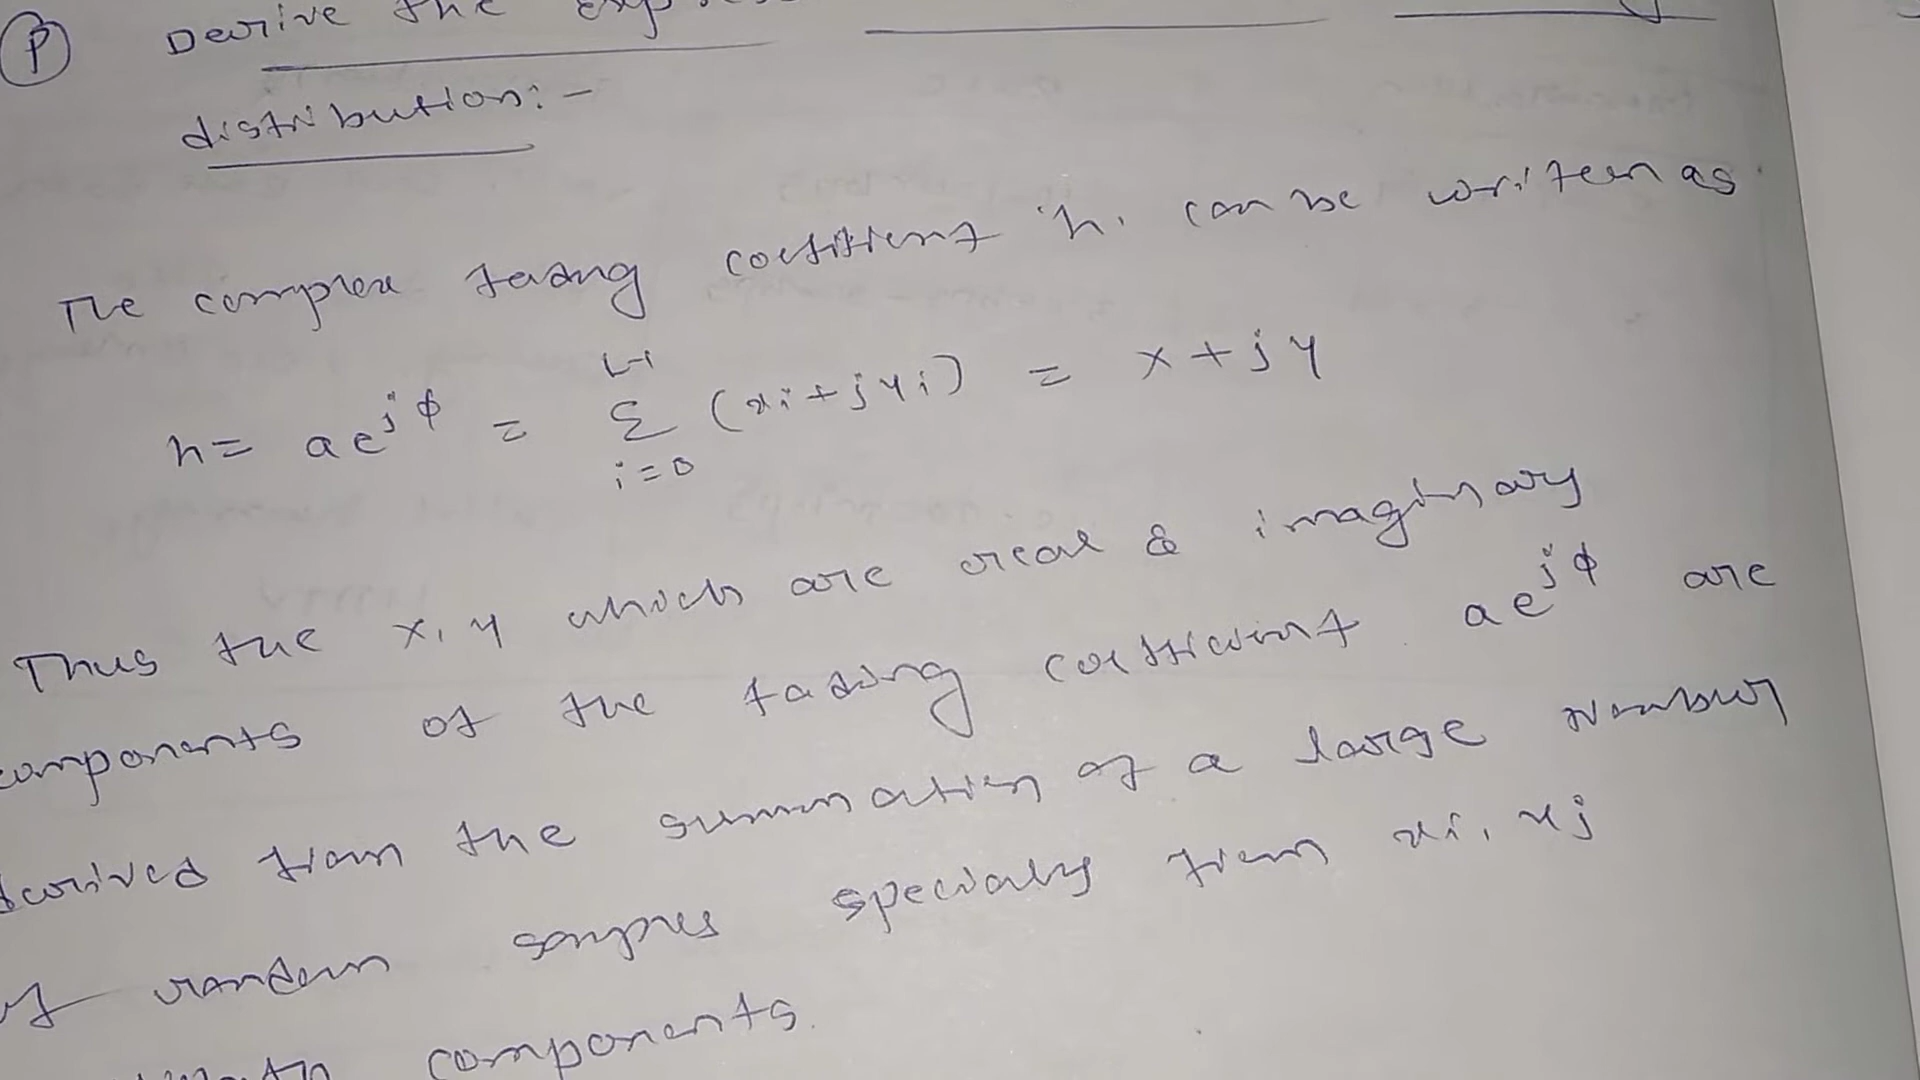 P Derive the
distribution:-
The complex fading coefficient 'h' can be writeen as
h = ae^{jφ} = Σ_{i=0}^{L-1} (xi + jyi) = x + jy
Thus the x, y which are real & imaginary
components of the fading coefficient ae^{jφ} are
derived from the summation of a large number
of random samples specially from xi, xj
components.